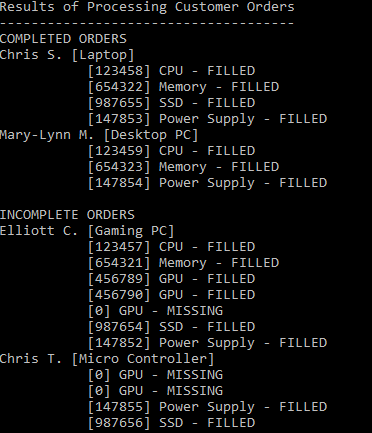 Results of Processing Customer Orders
-------------------------------------
COMPLETED ORDERS
Chris S. [Laptop]
[123458] CPU - FILLED
[654322] Memory - FILLED
[987655] SSD - FILLED
[147853] Power Supply - FILLED
Mary-Lynn M. [Desktop PC]
[123459] CPU - FILLED
[654323] Memory - FILLED
[147854] Power Supply - FILLED
INCOMPLETE ORDERS
Elliott C. [Gaming PC]
[123457] CPU - FILLED
[654321] Memory - FILLED
[456789] GPU - FILLED
[456790] GPU - FILLED
[0] GPU - MISSING
[987654] SSD - FILLED
[147852] Power Supply - FILLED
Chris T. [Micro Controller]
[0] GPU - MISSING
[0] GPU - MISSING
[147855] Power Supply - FILLED
[987656] SSD - FILLED